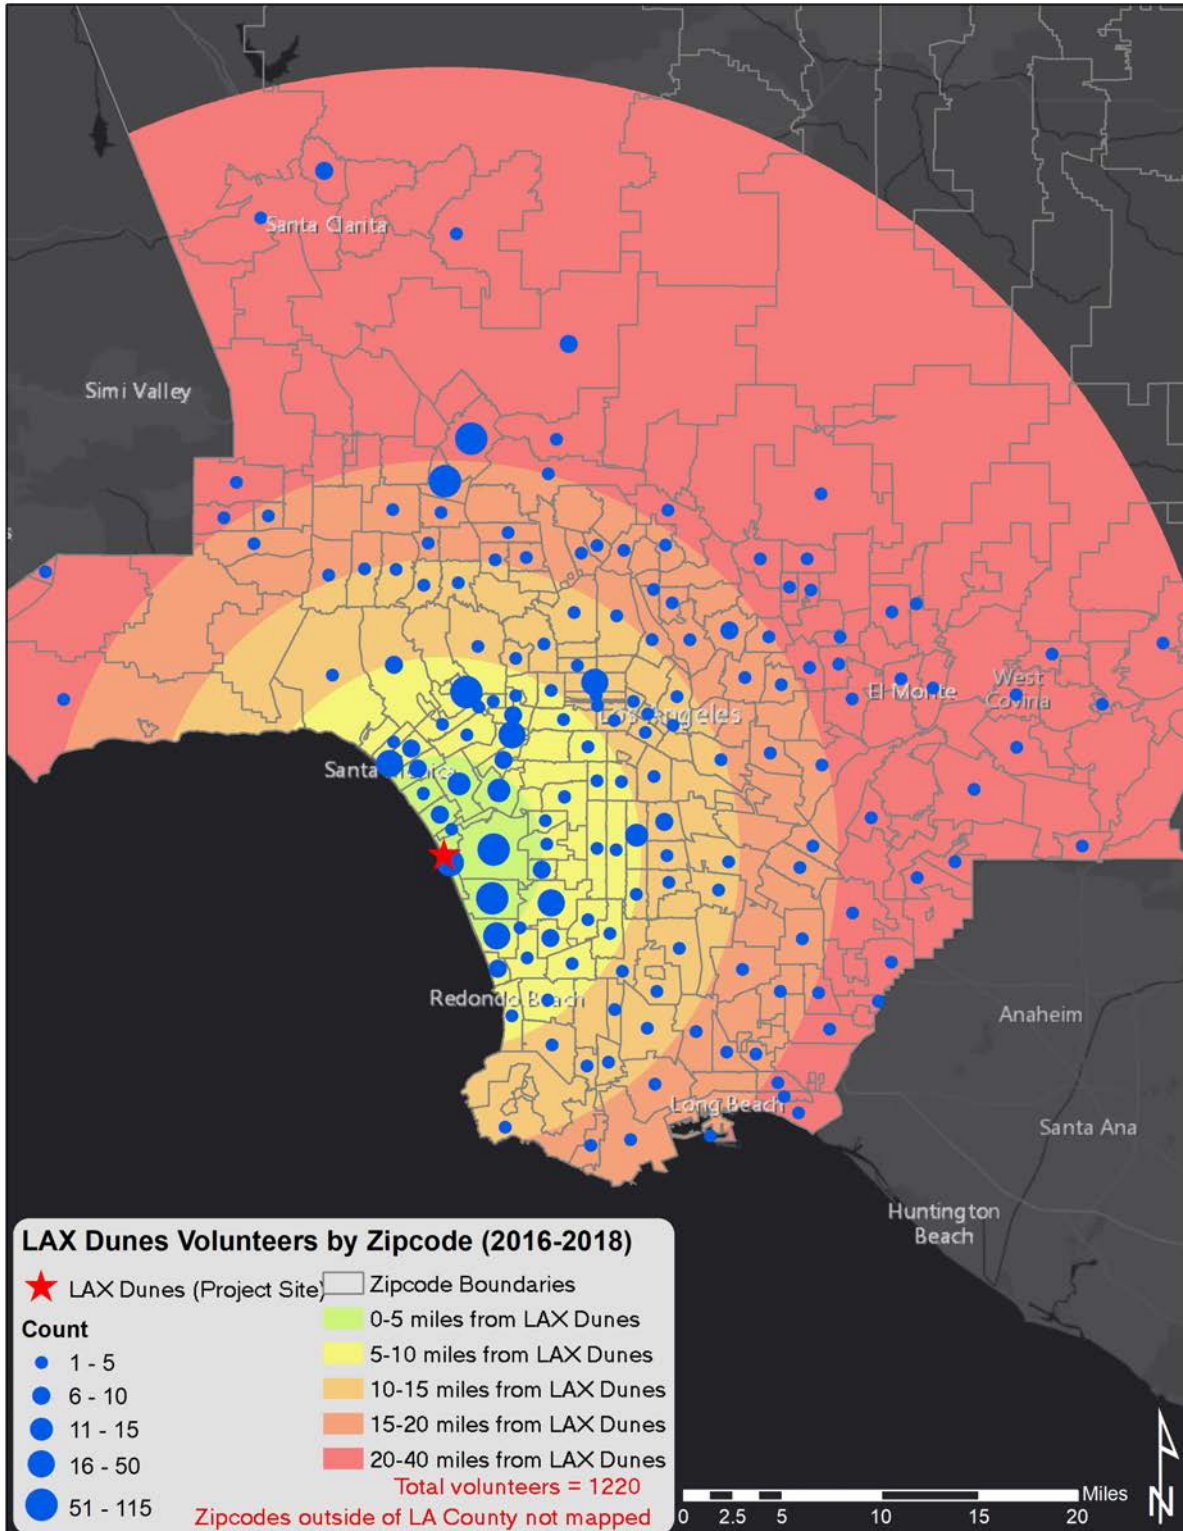 Santa Clarita
Simi Valley
s
El Monte
West
Covina
Los Angeles
Santa Monica
Redondo Beach
Anaheim
Long Beach
Santa Ana
Huntington
Beach
LAX Dunes Volunteers by Zipcode (2016-2018)
LAX Dunes (Project Site)
Count
1 - 5
6 - 10
11 - 15
16 - 50
51 - 115
Zipcode Boundaries
0-5 miles from LAX Dunes
5-10 miles from LAX Dunes
10-15 miles from LAX Dunes
15-20 miles from LAX Dunes
20-40 miles from LAX Dunes
Total volunteers = 1220
Zipcodes outside of LA County not mapped
Miles
0 2.5 5 10 15 20
N